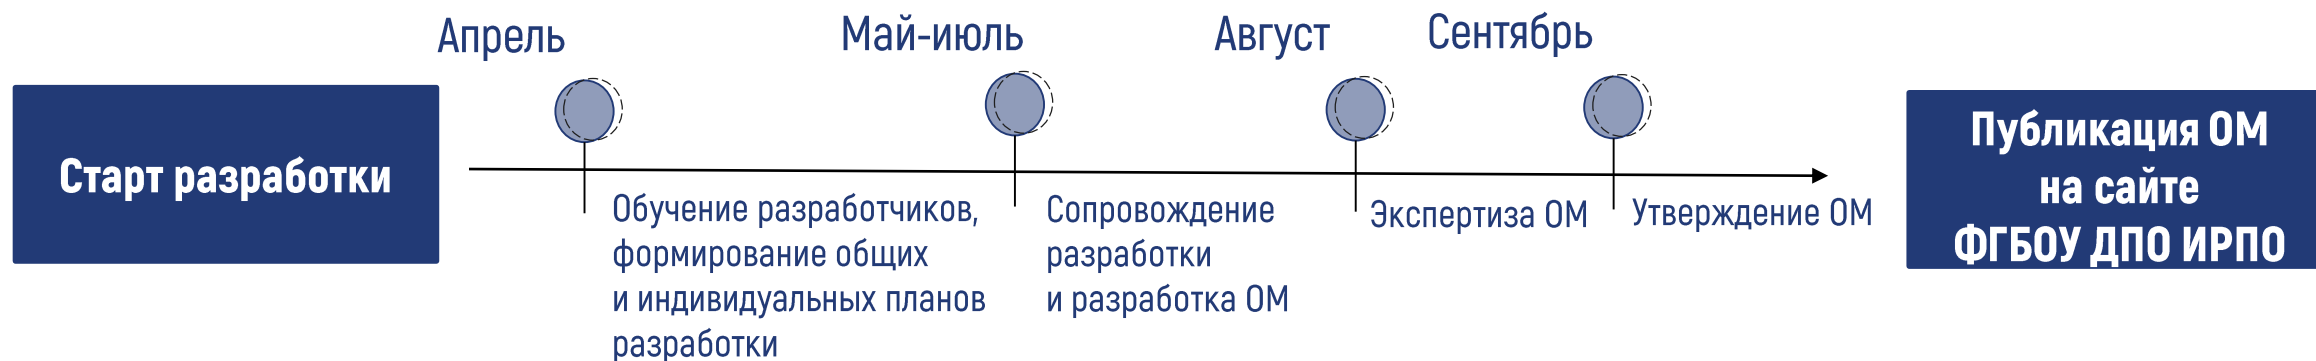 Апрель
Май-июль
Август
Сентябрь
Старт разработки
Обучение разработчиков,
формирование общих
и индивидуальных планов
разработки
Сопровождение
разработки
и разработка ОМ
Экспертиза ОМ
Утверждение ОМ
Публикация ОМ
на сайте
ФГБОУ ДПО ИРПО